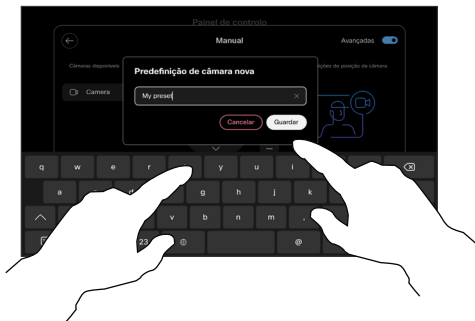 Painel de controlo
Manual
Avançadas
Câmaras disponíveis
ções de posição de câmara
Camera
Predefinição de câmara nova
My preset
Cancelar
Guardar
q w e r y u i
a d g h j k
v b n m ,
23 @